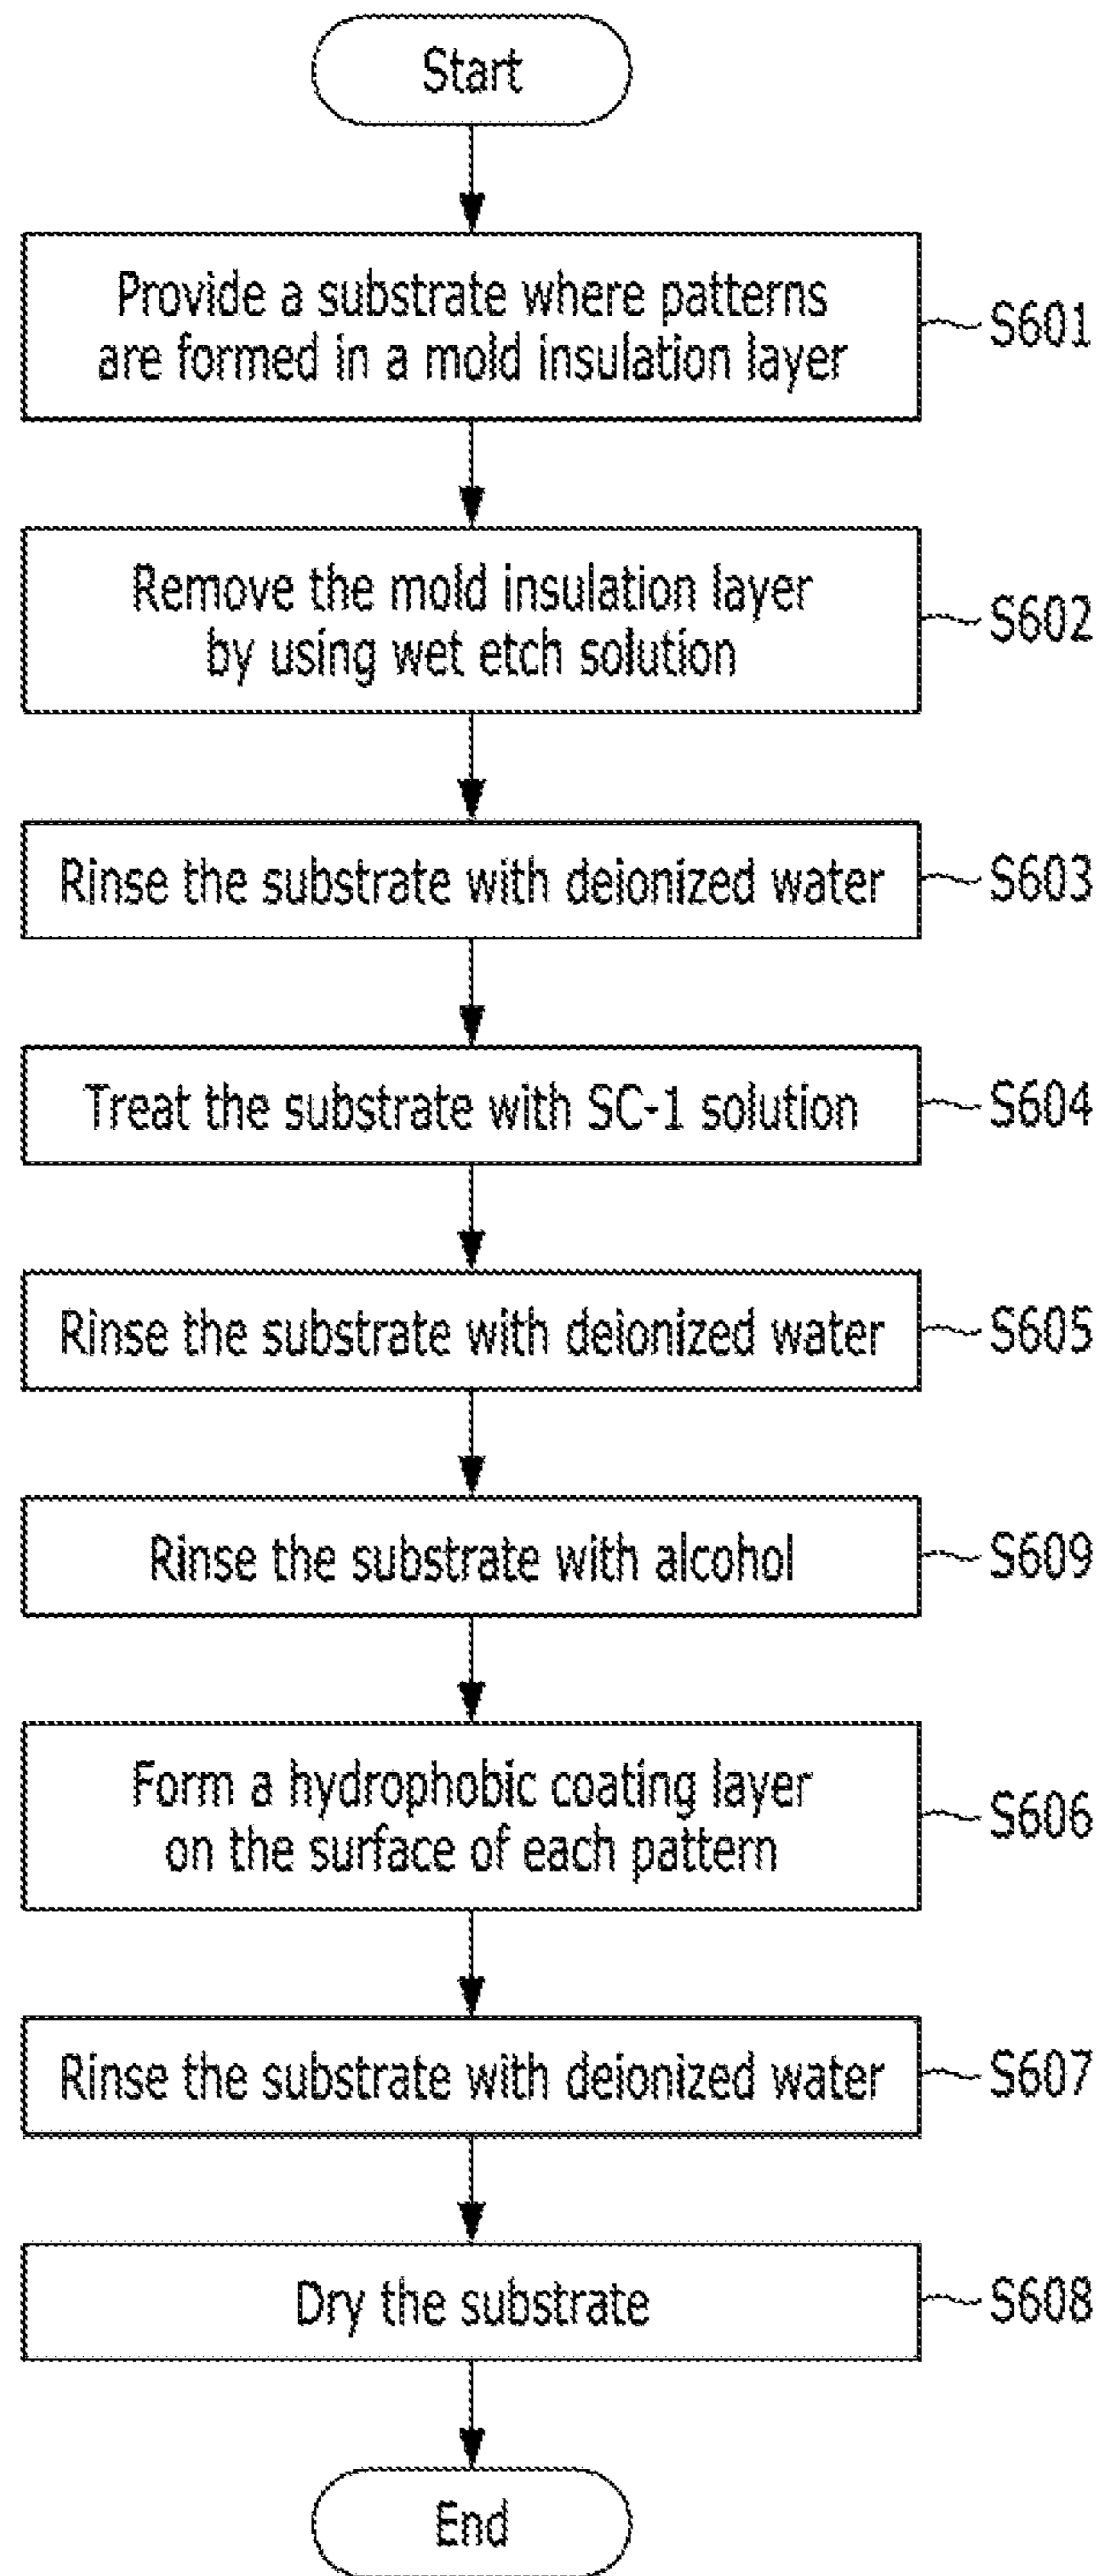 Start
Provide a substrate where patterns
are formed in a mold insulation layer
S601
Remove the mold insulation layer
by using wet etch solution
S602
Rinse the substrate with deionized water
S603
Treat the substrate with SC-1 solution
S604
Rinse the substrate with deionized water
S605
Rinse the substrate with alcohol
S609
Form a hydrophobic coating layer
on the surface of each pattern
S606
Rinse the substrate with deionized water
S607
Dry the substrate
S608
End